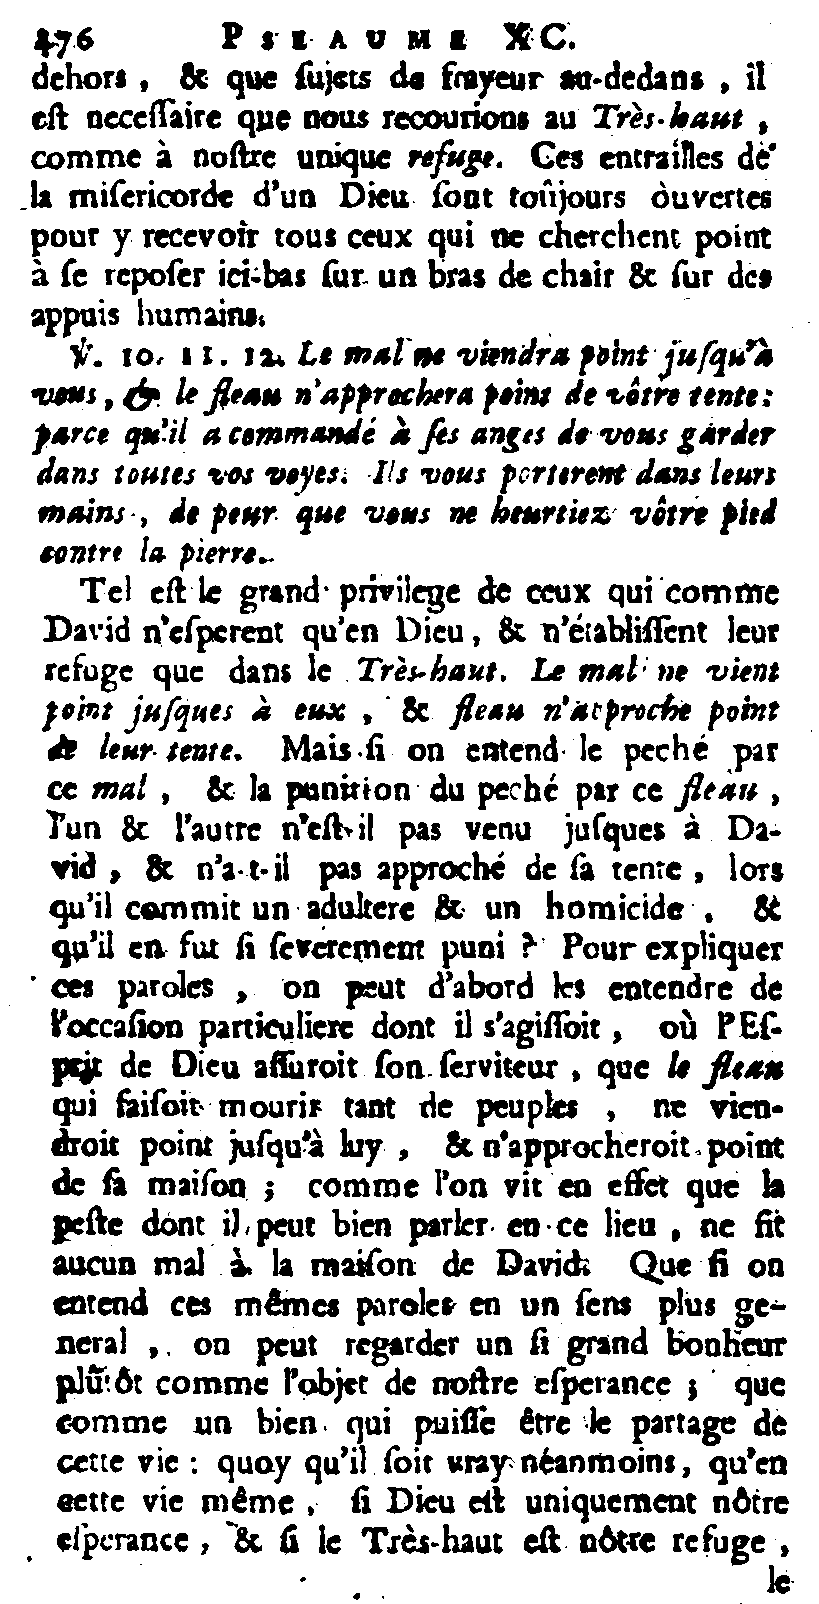 476 PSEAUME XC.
dehors, & que ſujets de frayeur au-dedans, il
eſt neceſſaire que nous recourions au Très-haut,
comme à noſtre unique refuge. Ces entrailles de
la miſericorde d'un Dieu ſont toûjours ouvertes
pour y recevoir tous ceux qui ne cherchent point
à ſe repoſer ici-bas ſur un bras de chair & ſur des
appuis humains.
℣. 10. 11. 12. Le mal ne viendra point juſqu'à
vous, & le fleau n'approchera point de vôtre tente:
parce qu'il a commandé à ſes anges de vous garder
dans toutes vos voyes. Ils vous porteront dans leurs
mains, de peur que vous ne heurtiez vôtre pied
contre la pierre.
Tel eſt le grand privilege de ceux qui comme
David n'eſperent qu'en Dieu, & n'établiſſent leur
refuge que dans le Très-haut. Le mal ne vient
point juſques à eux, & fleau n'approche point
de leur tente. Mais ſi on entend le peché par
ce mal, & la punition du peché par ce fleau,
l'un & l'autre n'eſt-il pas venu juſques à Da-
vid, & n'a-t-il pas approché de ſa tente, lors
qu'il commit un adultere & un homicide, &
qu'il en fut ſi ſeverement puni? Pour expliquer
ces paroles, on peut d'abord les entendre de
l'occaſion particuliere dont il s'agiſſoit, où l'Eſ-
prit de Dieu aſſuroit ſon ſerviteur, que le fleau
qui faiſoit mourir tant de peuples, ne vien-
droit point juſqu'à luy, & n'approcheroit point
de ſa maiſon; comme l'on vit en effet que la
peſte dont il peut bien parler en ce lieu, ne fit
aucun mal à la maiſon de David. Que ſi on
entend ces mêmes paroles en un ſens plus ge-
neral, on peut regarder un ſi grand bonheur
plûtôt comme l'objet de noſtre eſperance; que
comme un bien qui puiſſe être le partage de
cette vie: quoy qu'il ſoit vray néanmoins, qu'en
cette vie même, ſi Dieu eſt uniquement nôtre
eſperance, & ſi le Très-haut eſt nôtre refuge,
le